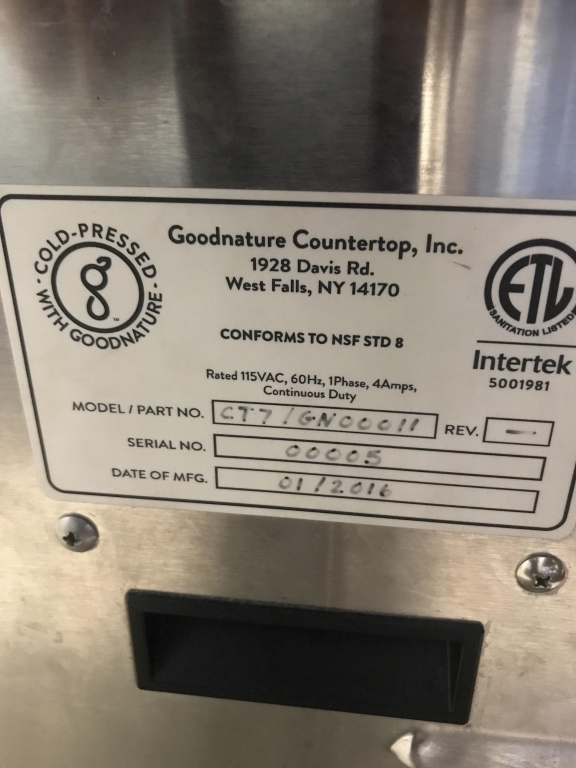 COLD-PRESSED
WITH GOODNATURE
g
™
Goodnature Countertop, Inc.
1928 Davis Rd.
West Falls, NY 14170
CONFORMS TO NSF STD 8
ETL
SANITATION LISTED
Intertek
5001981
Rated 115VAC, 60Hz, 1Phase, 4Amps,
Continuous Duty
MODEL / PART NO. CT7/GN00011 REV. -
SERIAL NO. 00005
DATE OF MFG. 01/2016